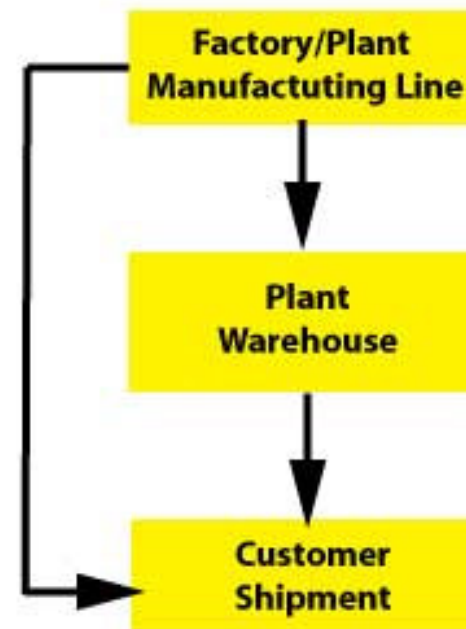 Factory/Plant
Manufactuting Line
Plant
Warehouse
Customer
Shipment